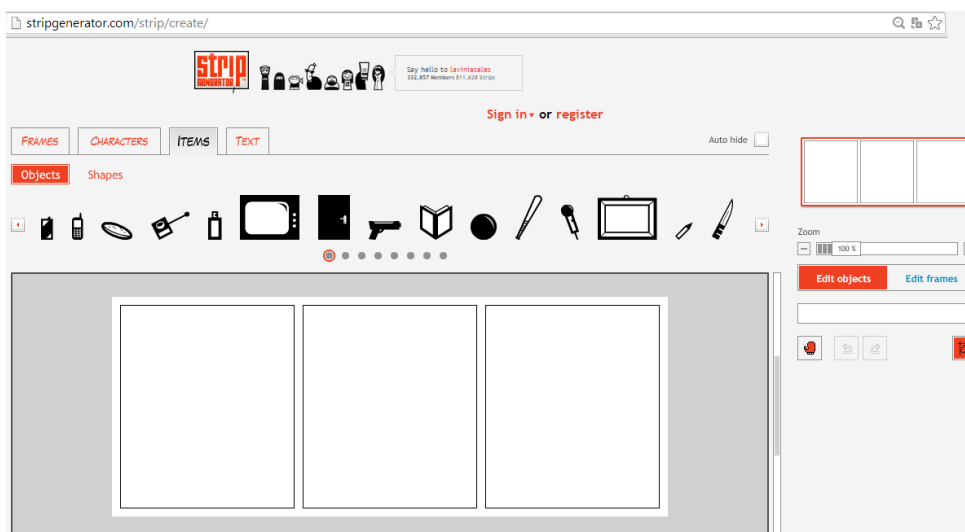 stripgenerator.com/strip/create/
STRIP
GENERATOR
Say hello to laviniasales
332,857 Members 811,628 Strips
Sign in ▾ or register
FRAMES CHARACTERS ITEMS TEXT Auto hide
Objects Shapes
Zoom
100 %
Edit objects Edit frames